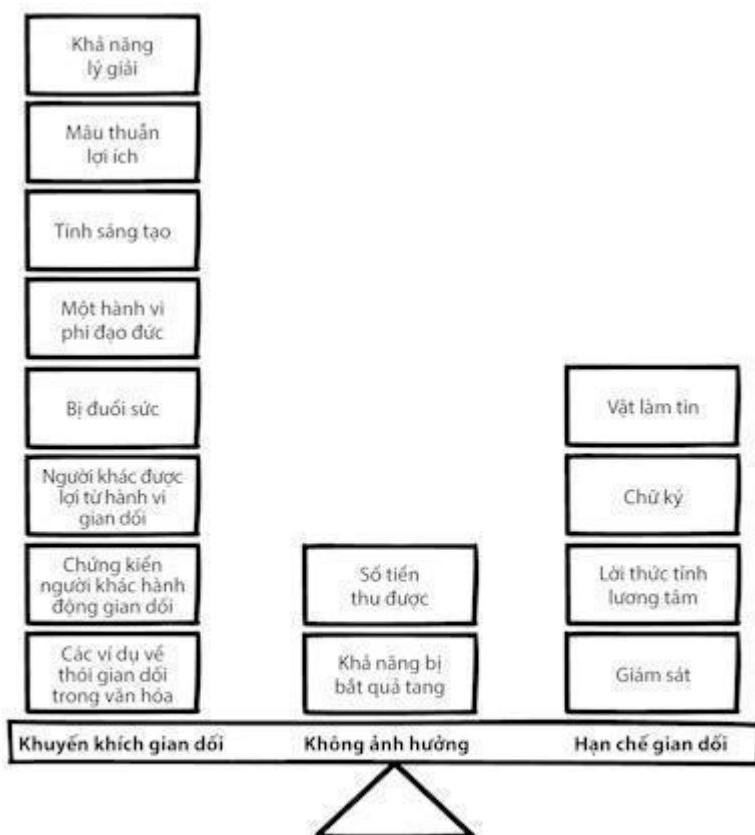 Khả năng
lý giải
Mâu thuẫn
lợi ích
Tính sáng tạo
Một hành vi
phi đạo đức
Bị đuối sức
Người khác được
lợi từ hành vi
gian dối
Chứng kiến
người khác hành
động gian dối
Các ví dụ về
thói gian dối
trong văn hóa
Số tiền
thu được
Khả năng bị
bắt quả tang
Vật làm tin
Chữ ký
Lời thức tỉnh
lương tâm
Giám sát
Khuyến khích gian dối
Không ảnh hưởng
Hạn chế gian dối